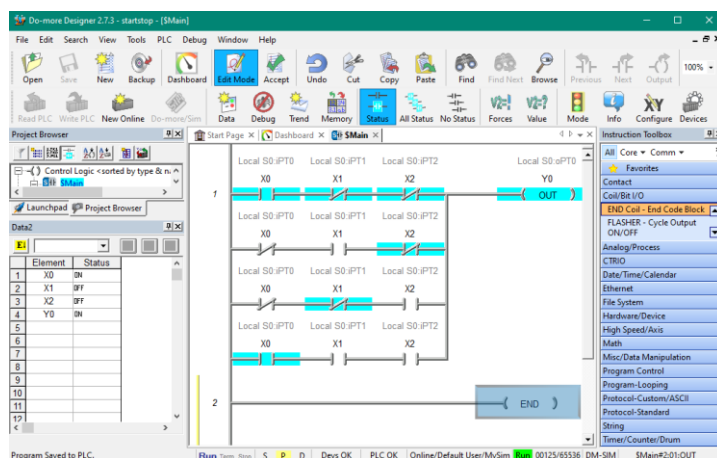 Do-more Designer 2.7.3 - startstop - [$Main]
File Edit Search View Tools PLC Debug Window Help
Open Save New Backup Dashboard Edit Mode Accept Undo Cut Copy Paste Find Find Next Browse Previous Next Output 100%
Read PLC Write PLC New Online Do-more/Sim Data Debug Trend Memory Status All Status No Status Forces Value Mode Info Configure Devices
Project Browser
Start Page Dashboard $Main
Instruction Toolbox
All Core Comm
Favorites
Contact
Coil/Bit I/O
END Coil - End Code Block
FLASHER - Cycle Output ON/OFF
Analog/Process
CTRIO
Date/Time/Calendar
Ethernet
File System
Hardware/Device
High Speed/Axis
Math
Misc/Data Manipulation
Program Control
Program-Looping
Protocol-Custom/ASCII
Protocol-Standard
String
Timer/Counter/Drum
Control Logic <sorted by type & n
$Main
Launchpad Project Browser
Data2
Element Status
1 X0 ON
2 X1 OFF
3 X2 OFF
4 Y0 ON
5
6
7
8
9
10
11
12
Local S0:iPT0 Local S0:iPT1 Local S0:iPT2 Local S0:oPT0
X0 X1 X2 Y0
1 OUT
Local S0:iPT0 Local S0:iPT1 Local S0:iPT2
X0 X1 X2
Local S0:iPT0 Local S0:iPT1 Local S0:iPT2
X0 X1 X2
Local S0:iPT0 Local S0:iPT1 Local S0:iPT2
X0 X1 X2
2 END
Program Saved to PLC. Run Term Stop S P D Devs OK PLC OK Online/Default User/MySim Run 00125/65536 DM-SIM $Main#2:01:OUT